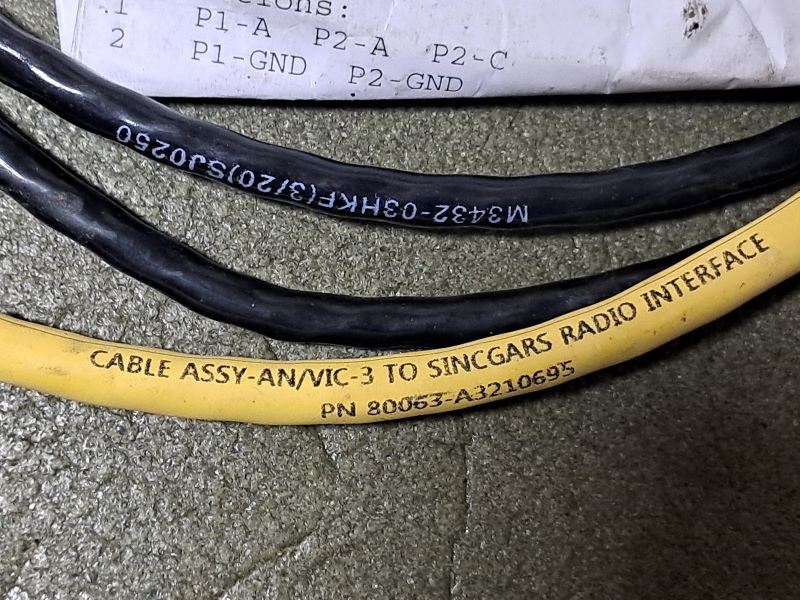 .1 P1-A P2-A P2-C
2 P1-GND P2-GND
M3432-03HKF(3/20)SJ0250
CABLE ASSY-AN/VIC-3 TO SINCGARS RADIO INTERFACE
PN 80063-A3210695